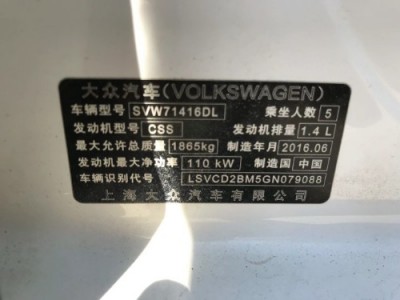 大众汽车(VOLKSWAGEN)
车辆型号 SVW71416DL 乘坐人数 5
发动机型号 CSS 发动机排量 1.4 L
最大允许总质量 1865kg 制造年月 2016.06
发动机最大净功率 110 kW 制造国 中国
车辆识别代号 LSVCD2BM5GN079088
上海大众汽车有限公司